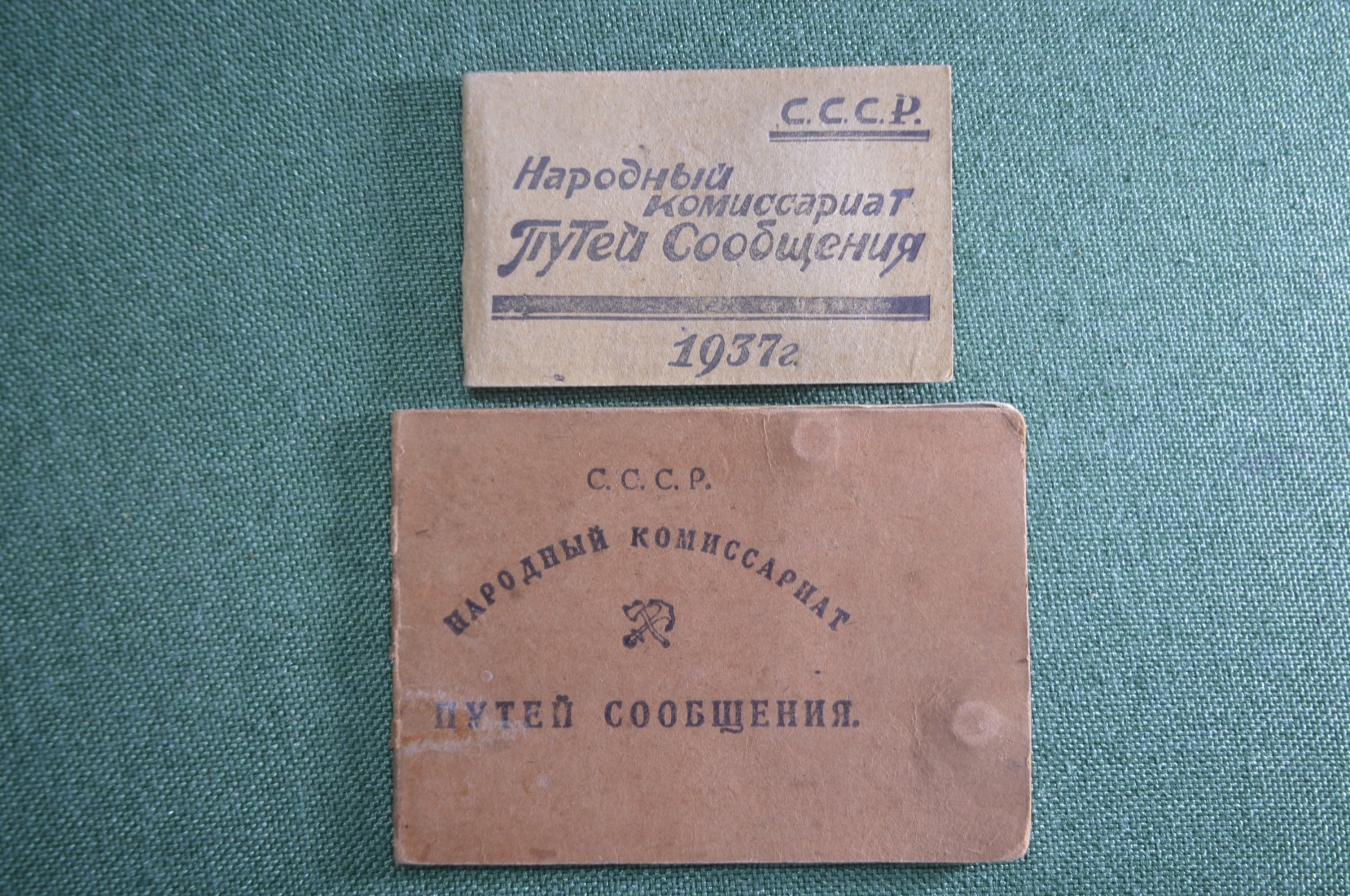 С.С.С.Р.
Народный
комиссариат
Путей Сообщения
1937г.
С. С. С. Р.
НАРОДНЫЙ КОМИССАРИАТ
ПУТЕЙ СООБЩЕНИЯ.